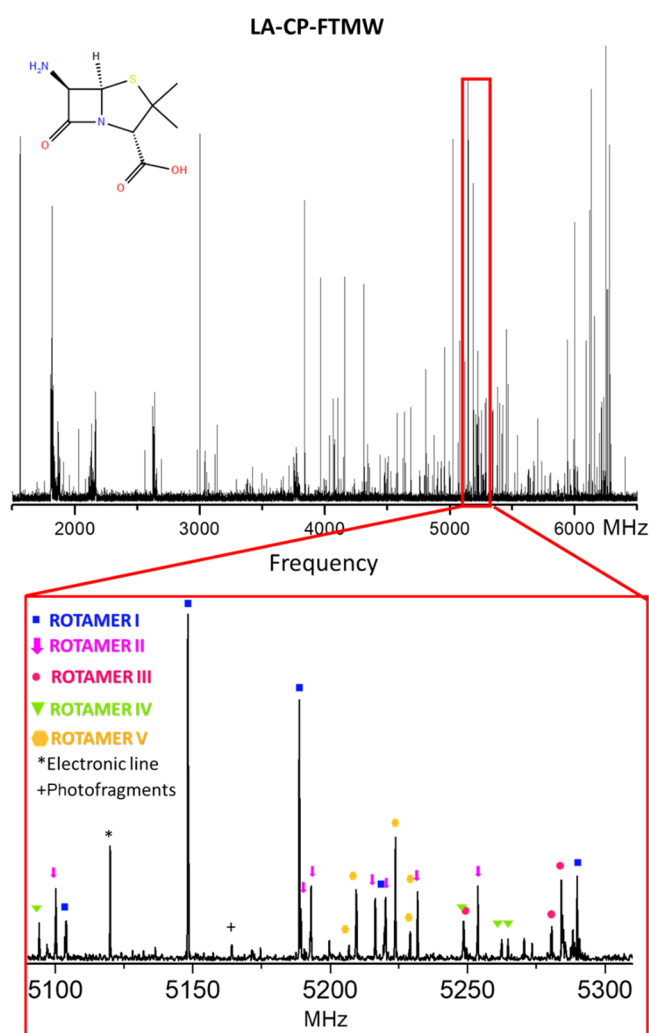 LA-CP-FTMW
H
H₂N
S
N
O
OH
O
2000 3000 4000 5000 6000 MHz
Frequency
ROTAMER I
ROTAMER II
ROTAMER III
ROTAMER IV
ROTAMER V
*Electronic line
+Photofragments
*
+
5100 5150 5200 5250 5300
MHz